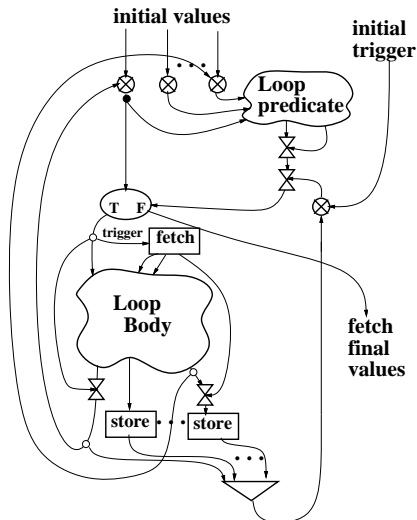 initial values
initial
trigger
Loop
predicate
T F
trigger
fetch
Loop
Body
fetch
final
values
store
store